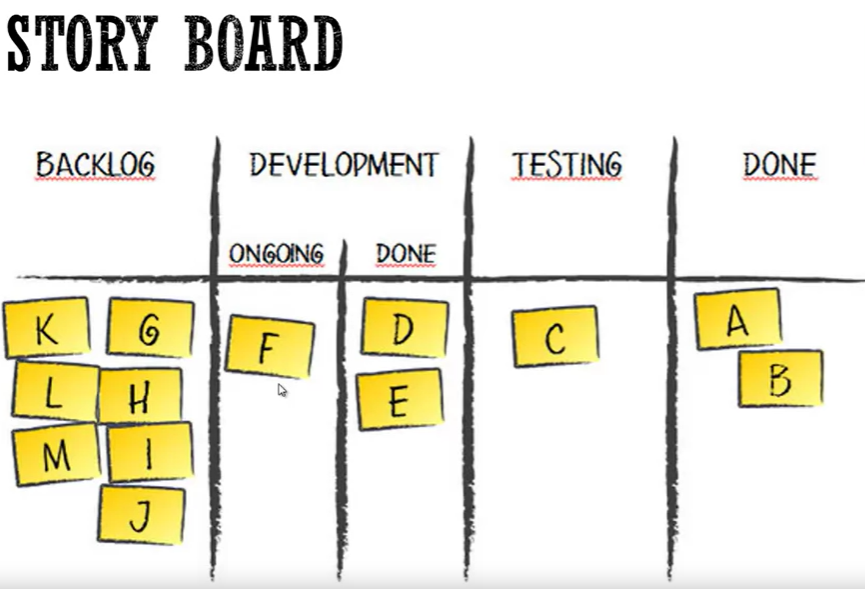 STORY BOARD
BACKLOG DEVELOPMENT TESTING DONE
ONGOING DONE
K G F D C A
L H E B
M I
J